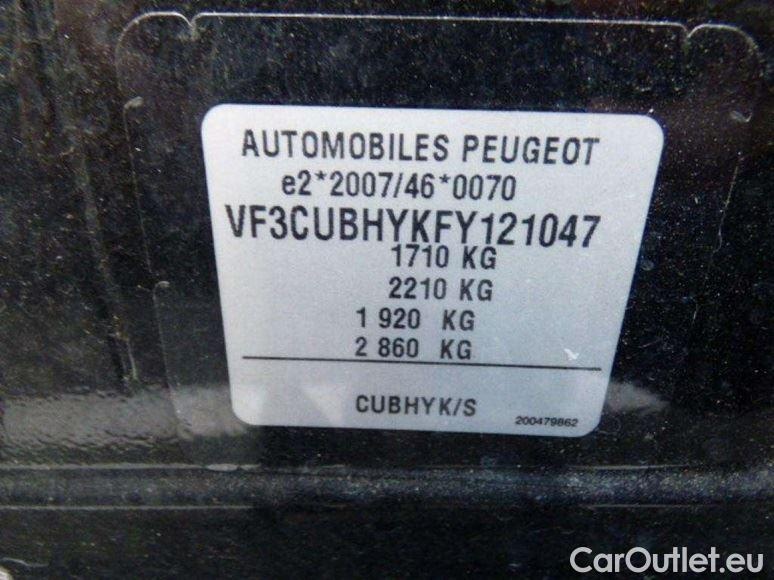 AUTOMOBILES PEUGEOT
e2*2007/46*0070
VF3CUBHYKFY121047
1710 KG
2210 KG
1 920 KG
2 860 KG
CUBHYK/S
200479862
CarOutlet.eu